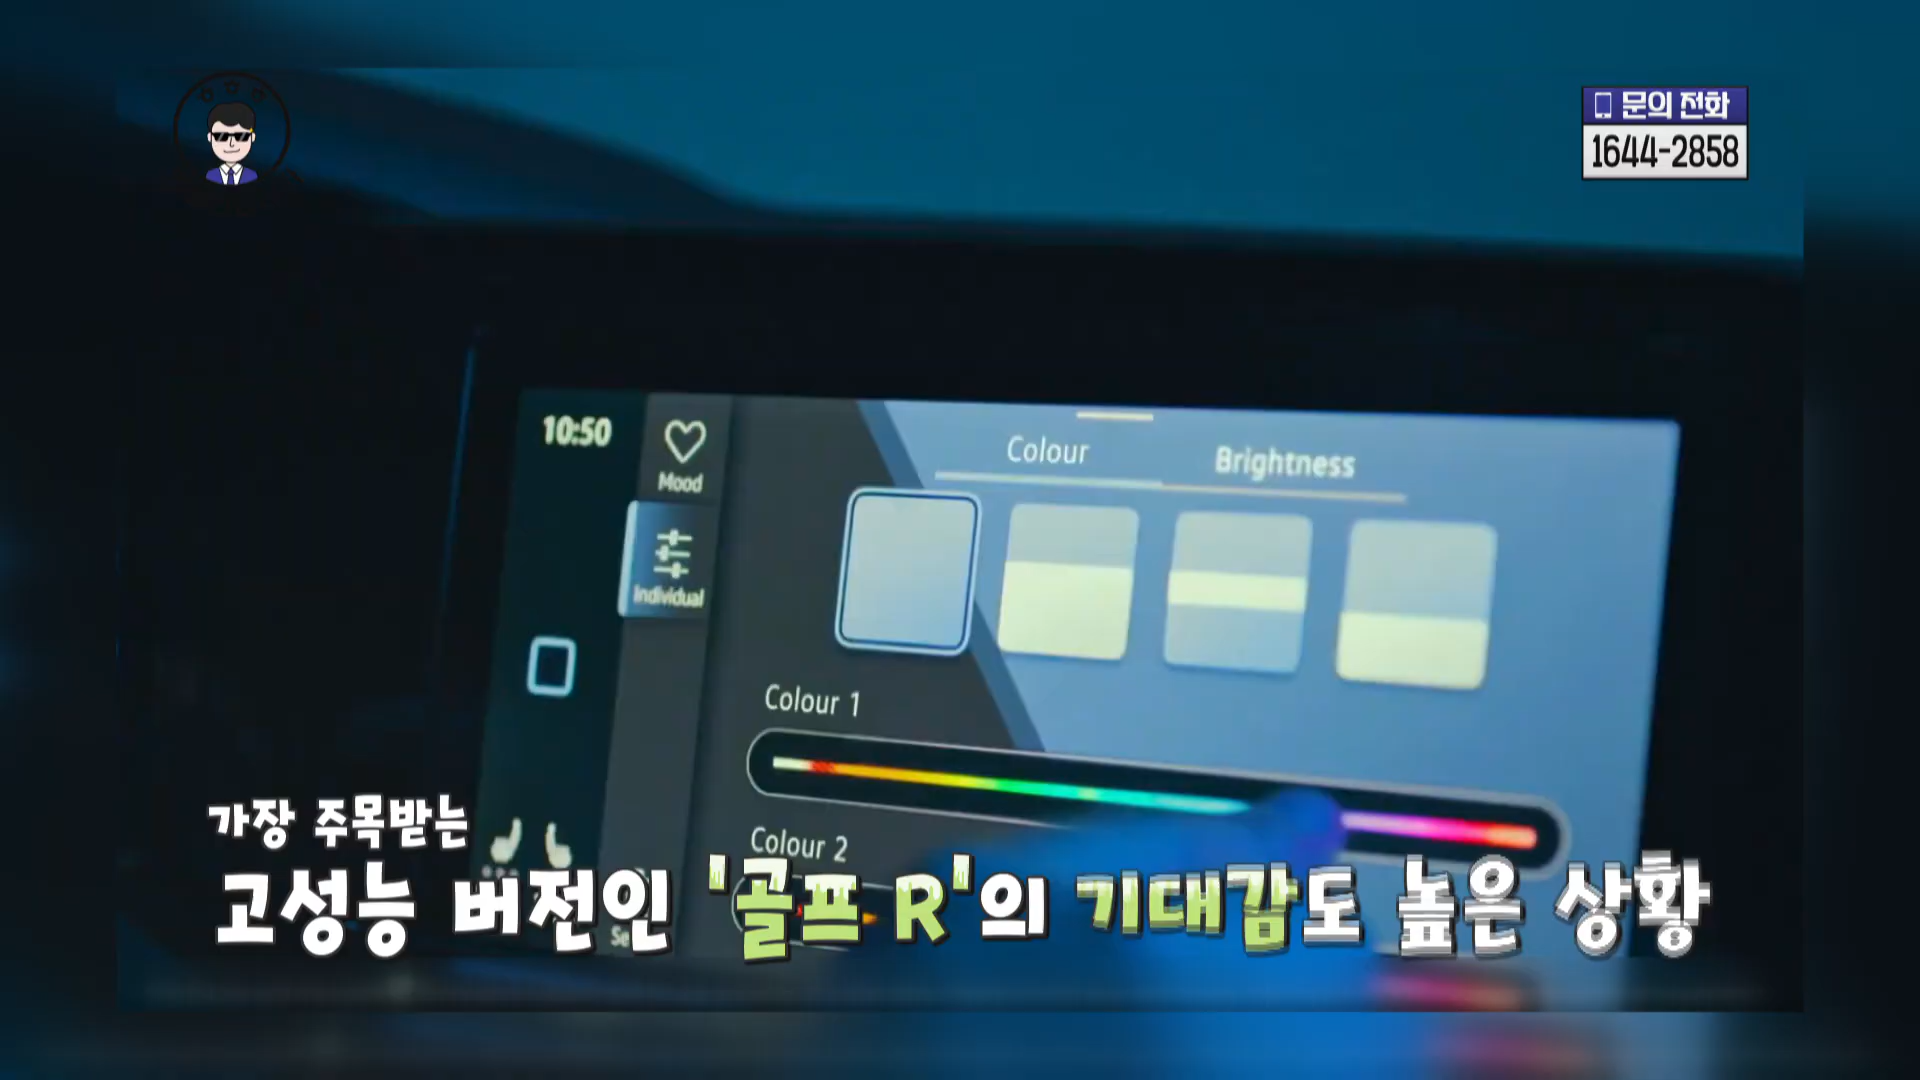 문의 전화
1644-2858
10:50
Mood
Individual
Colour
Brightness
Colour 1
Colour 2
가장 주목받는
고성능 버전인 '골프 R'의 기대감도 높은 상황